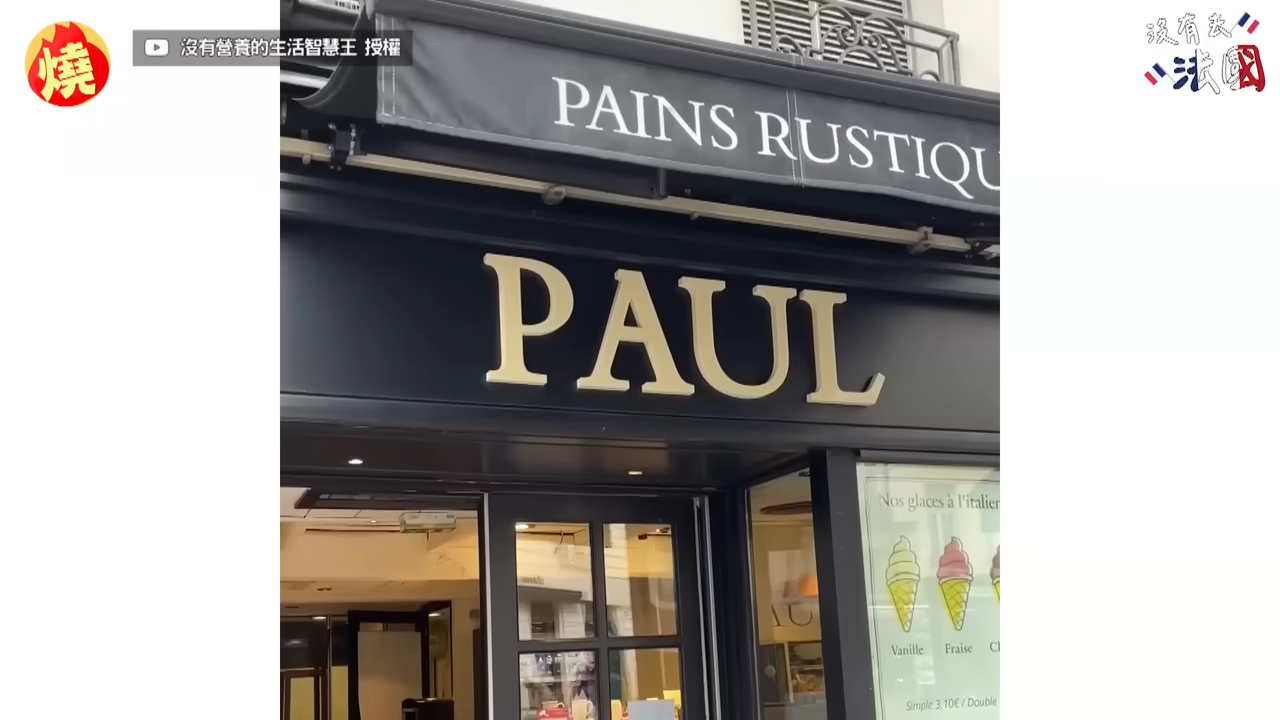 燒
沒有營養的生活智慧王 授權
沒有去
法國
PAINS RUSTIQU
PAUL
Nos glaces à l'italien
Vanille
Fraise
Simple 3,10€ / Double